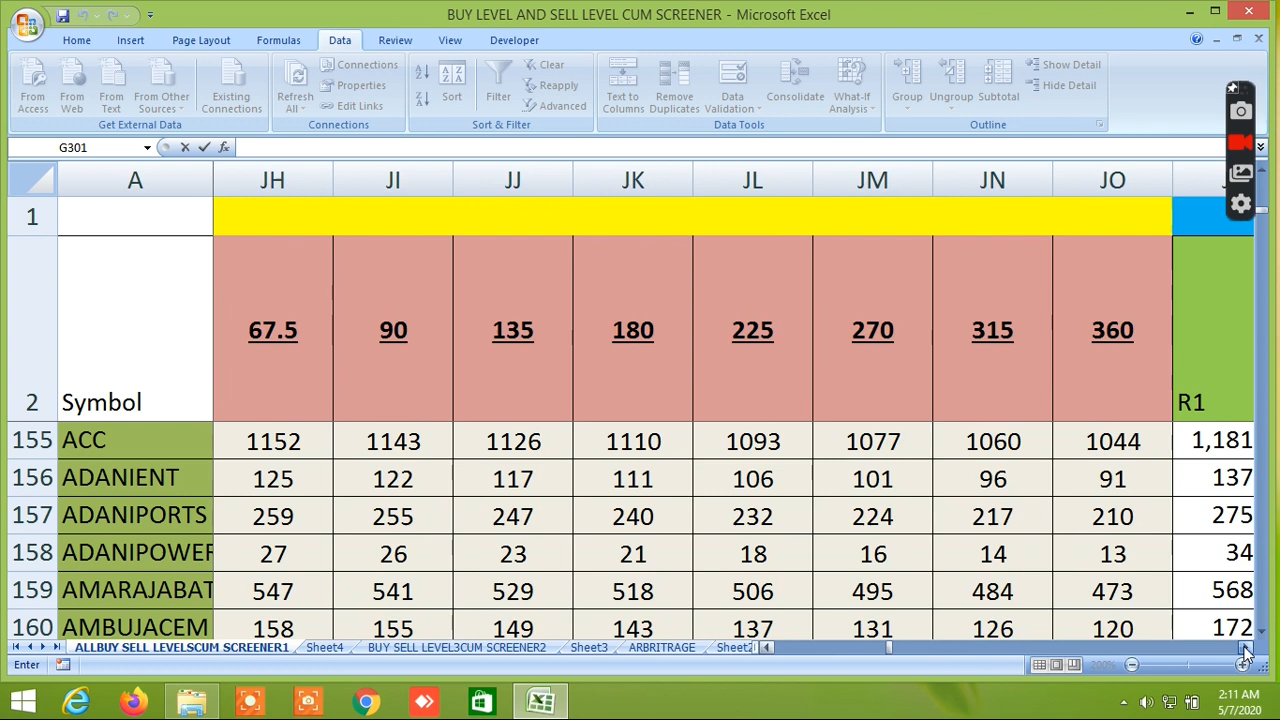 BUY LEVEL AND SELL LEVEL CUM SCREENER - Microsoft Excel
Home Insert Page Layout Formulas Data Review View Developer
From Access
From Web
From Text
From Other Sources
Existing Connections
Get External Data
Refresh All
Connections
Properties
Edit Links
Connections
Sort
Filter
Clear
Reapply
Advanced
Sort & Filter
Text to Columns
Remove Duplicates
Data Validation
Consolidate
What-If Analysis
Data Tools
Group
Ungroup
Subtotal
Show Detail
Hide Detail
Outline
G301 fx
A JH JI JJ JK JL JM JN JO
1
2 Symbol 67.5 90 135 180 225 270 315 360 R1
155 ACC 1152 1143 1126 1110 1093 1077 1060 1044 1,181
156 ADANIENT 125 122 117 111 106 101 96 91 137
157 ADANIPORTS 259 255 247 240 232 224 217 210 275
158 ADANIPOWER 27 26 23 21 18 16 14 13 34
159 AMARAJABAT 547 541 529 518 506 495 484 473 568
160 AMBUJACEM 158 155 149 143 137 131 126 120 172
ALLBUY SELL LEVELSCUM SCREENER1 Sheet4 BUY SELL LEVEL3CUM SCREENER2 Sheet3 ARBRITRAGE Sheet2
Enter 200%
2:11 AM
5/7/2020